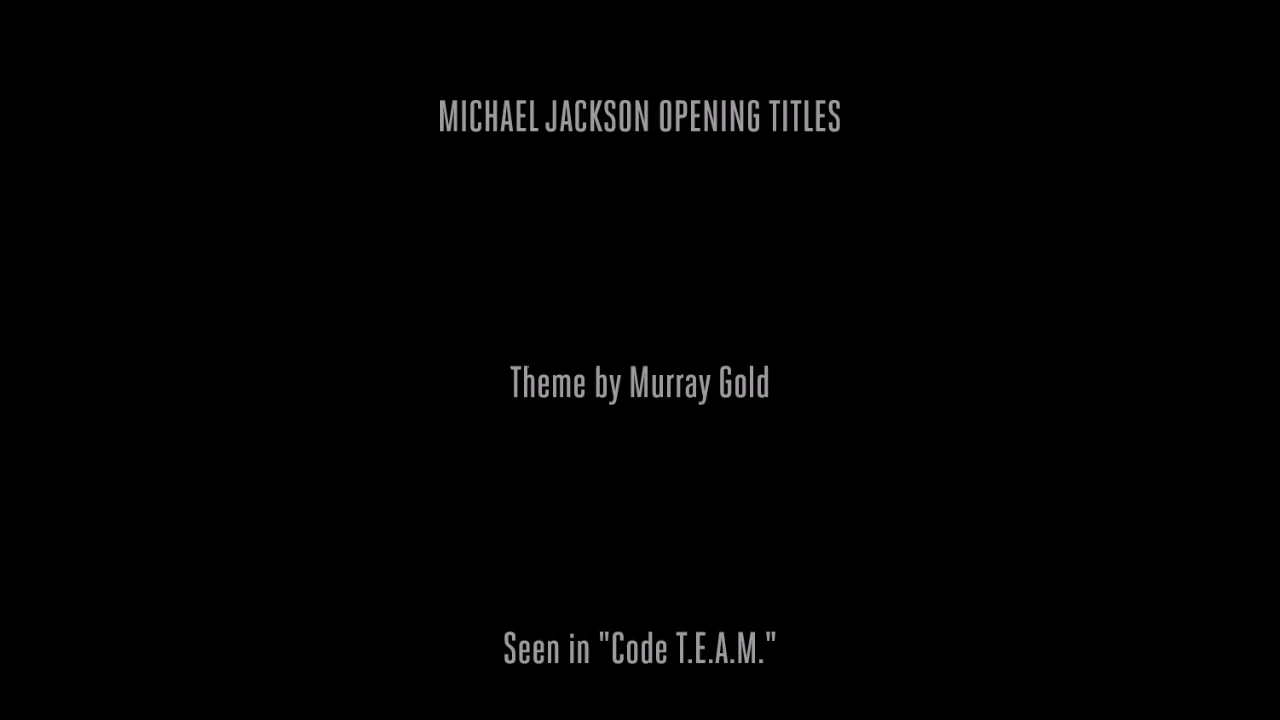 MICHAEL JACKSON OPENING TITLES
Theme by Murray Gold
Seen in "Code T.E.A.M."